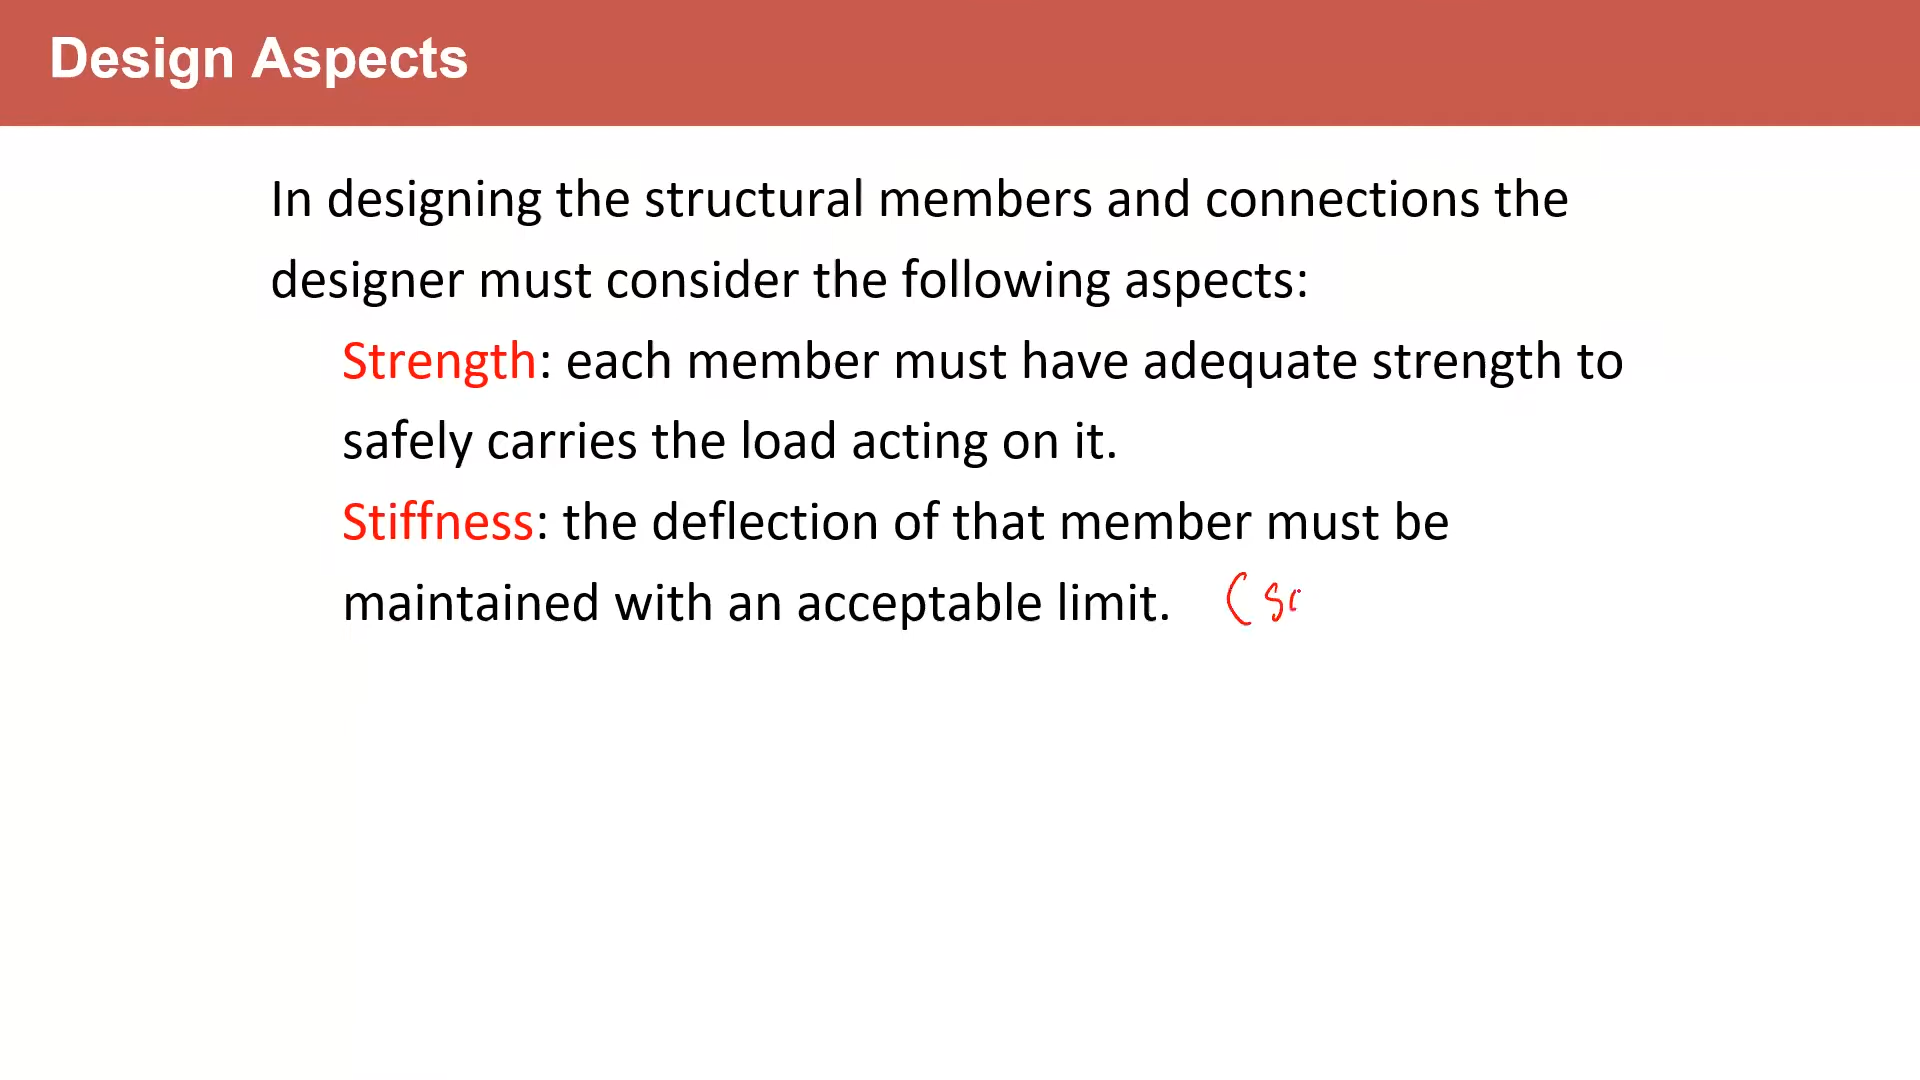 Design Aspects
In designing the structural members and connections the
designer must consider the following aspects:
Strength: each member must have adequate strength to
safely carries the load acting on it.
Stiffness: the deflection of that member must be
maintained with an acceptable limit.